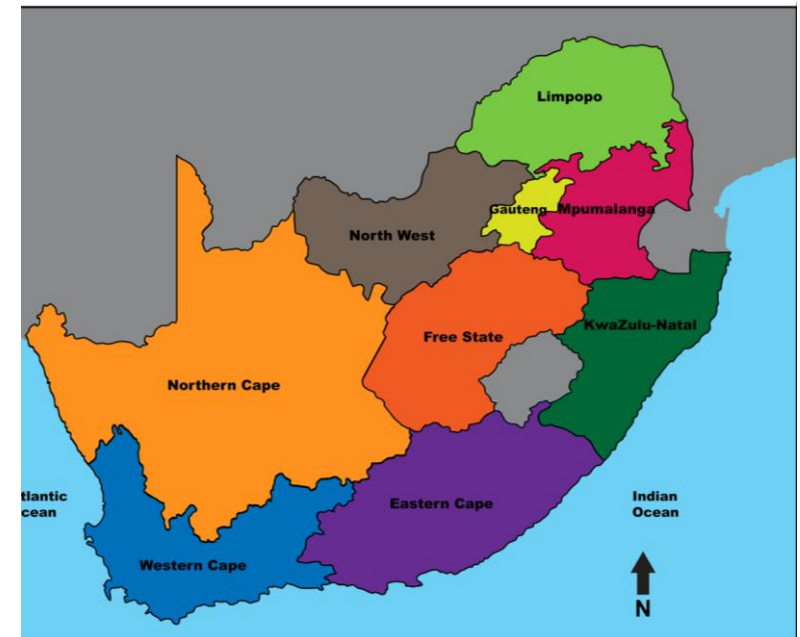 Limpopo
Gauteng
Mpumalanga
North West
KwaZulu-Natal
Free State
Northern Cape
tlantic
cean
Eastern Cape
Indian
Ocean
Western Cape
N